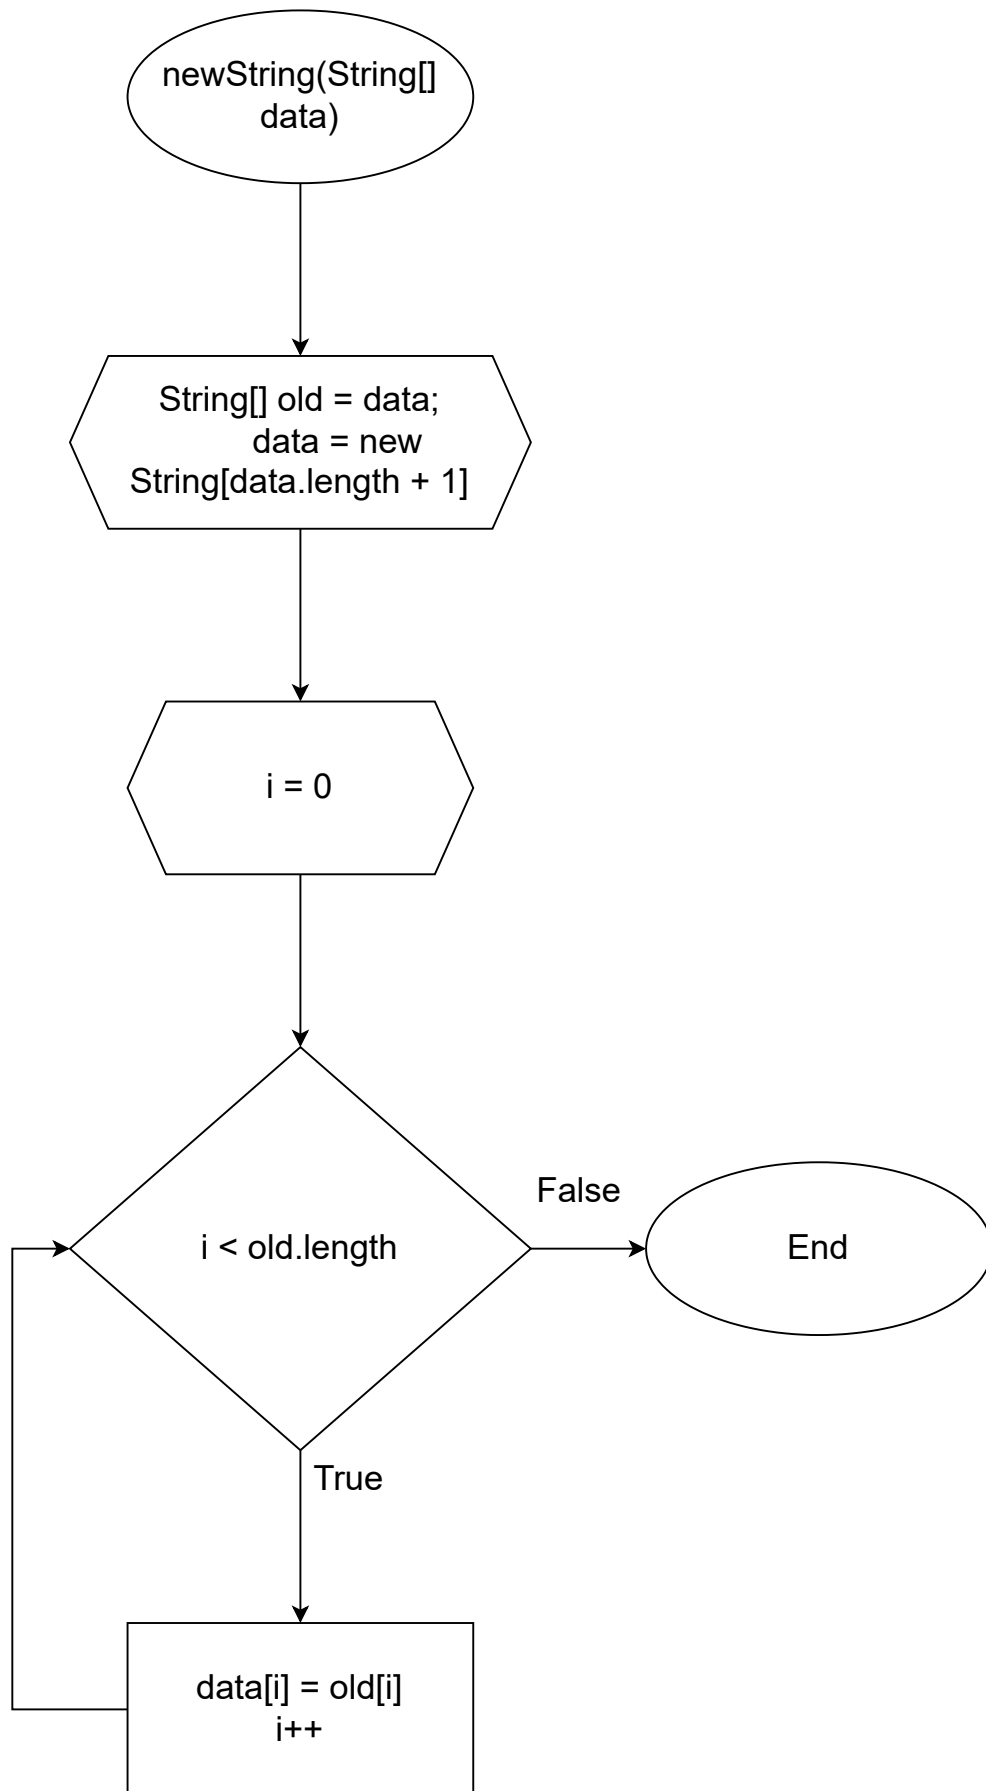 newString(String[]
data)
String[] old = data;
data = new
String[data.length + 1]
i = 0
i < old.length
False
End
True
data[i] = old[i]
i++